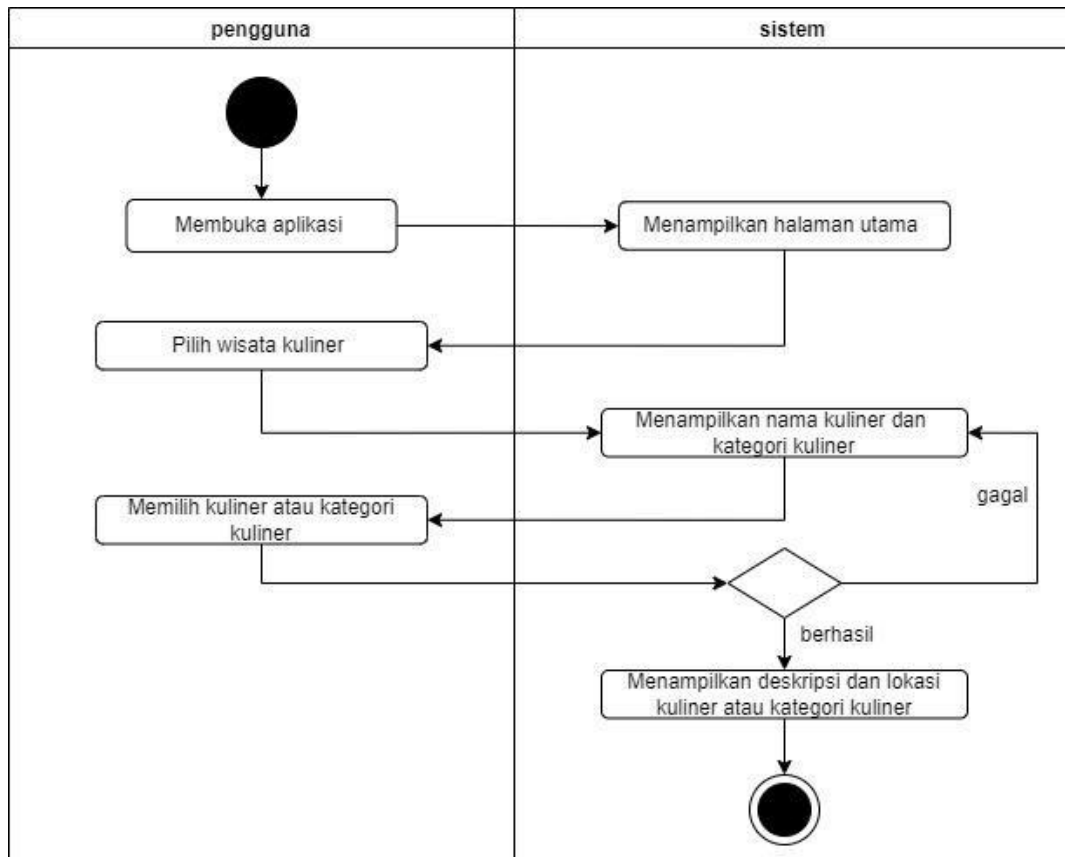 pengguna
sistem
Membuka aplikasi
Menampilkan halaman utama
Pilih wisata kuliner
Menampilkan nama kuliner dan
kategori kuliner
gagal
Memilih kuliner atau kategori
kuliner
berhasil
Menampilkan deskripsi dan lokasi
kuliner atau kategori kuliner